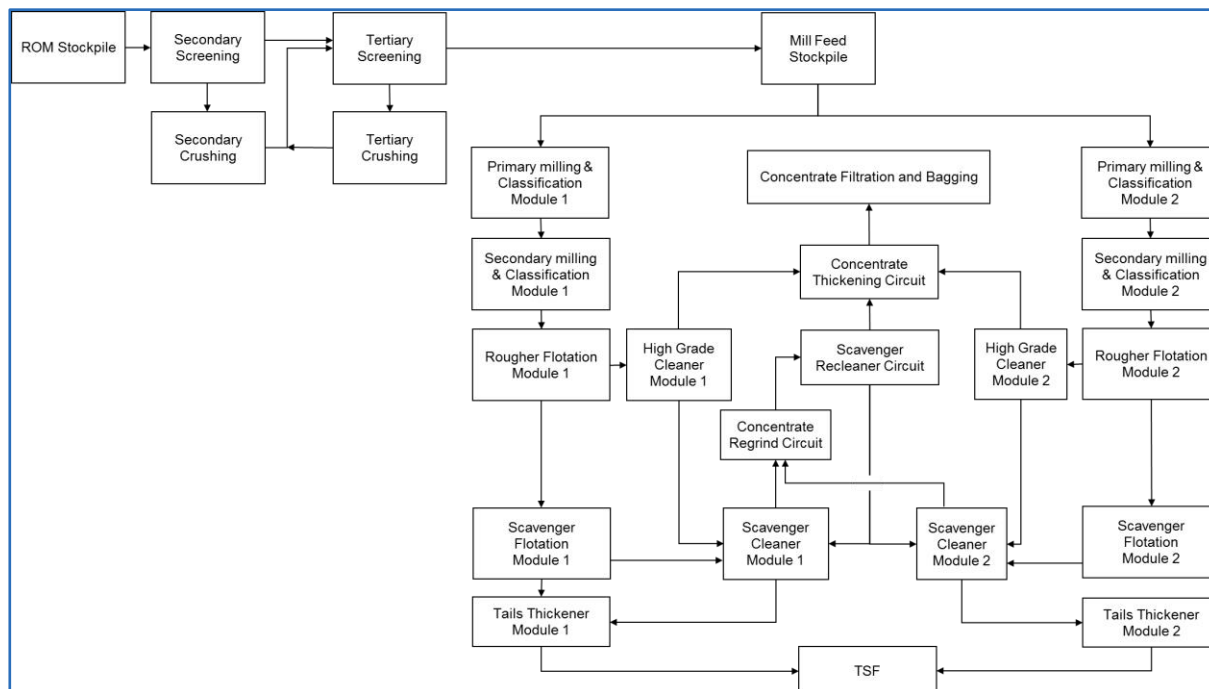 ROM Stockpile
Secondary
Screening
Tertiary
Screening
Mill Feed
Stockpile
Secondary
Crushing
Tertiary
Crushing
Primary milling &
Classification
Module 1
Concentrate Filtration and Bagging
Primary milling &
Classification
Module 2
Secondary milling
& Classification
Module 1
Concentrate
Thickening Circuit
Secondary milling
& Classification
Module 2
Rougher Flotation
Module 1
High Grade
Cleaner
Module 1
Scavenger
Recleaner Circuit
High Grade
Cleaner
Module 2
Rougher Flotation
Module 2
Concentrate
Regrind Circuit
Scavenger
Flotation
Module 1
Scavenger
Cleaner
Module 1
Scavenger
Cleaner
Module 2
Scavenger
Flotation
Module 2
Tails Thickener
Module 1
Tails Thickener
Module 2
TSF